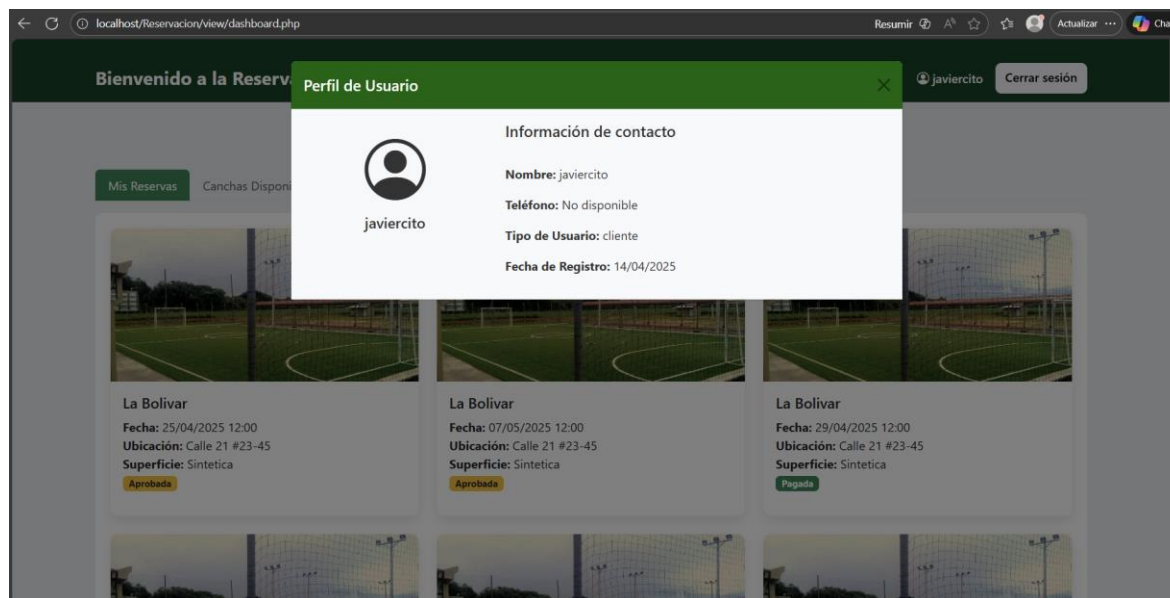 localhost/Reservacion/view/dashboard.php
Resumir
Actualizar
Cha
Bienvenido a la Reserv
javiercito
Cerrar sesión
Perfil de Usuario
Información de contacto
Nombre: javiercito
Teléfono: No disponible
Tipo de Usuario: cliente
Fecha de Registro: 14/04/2025
javiercito
Mis Reservas
Canchas Disponi
La Bolivar
Fecha: 25/04/2025 12:00
Ubicación: Calle 21 #23-45
Superficie: Sintetica
Aprobada
La Bolivar
Fecha: 07/05/2025 12:00
Ubicación: Calle 21 #23-45
Superficie: Sintetica
Aprobada
La Bolivar
Fecha: 29/04/2025 12:00
Ubicación: Calle 21 #23-45
Superficie: Sintetica
Pagada